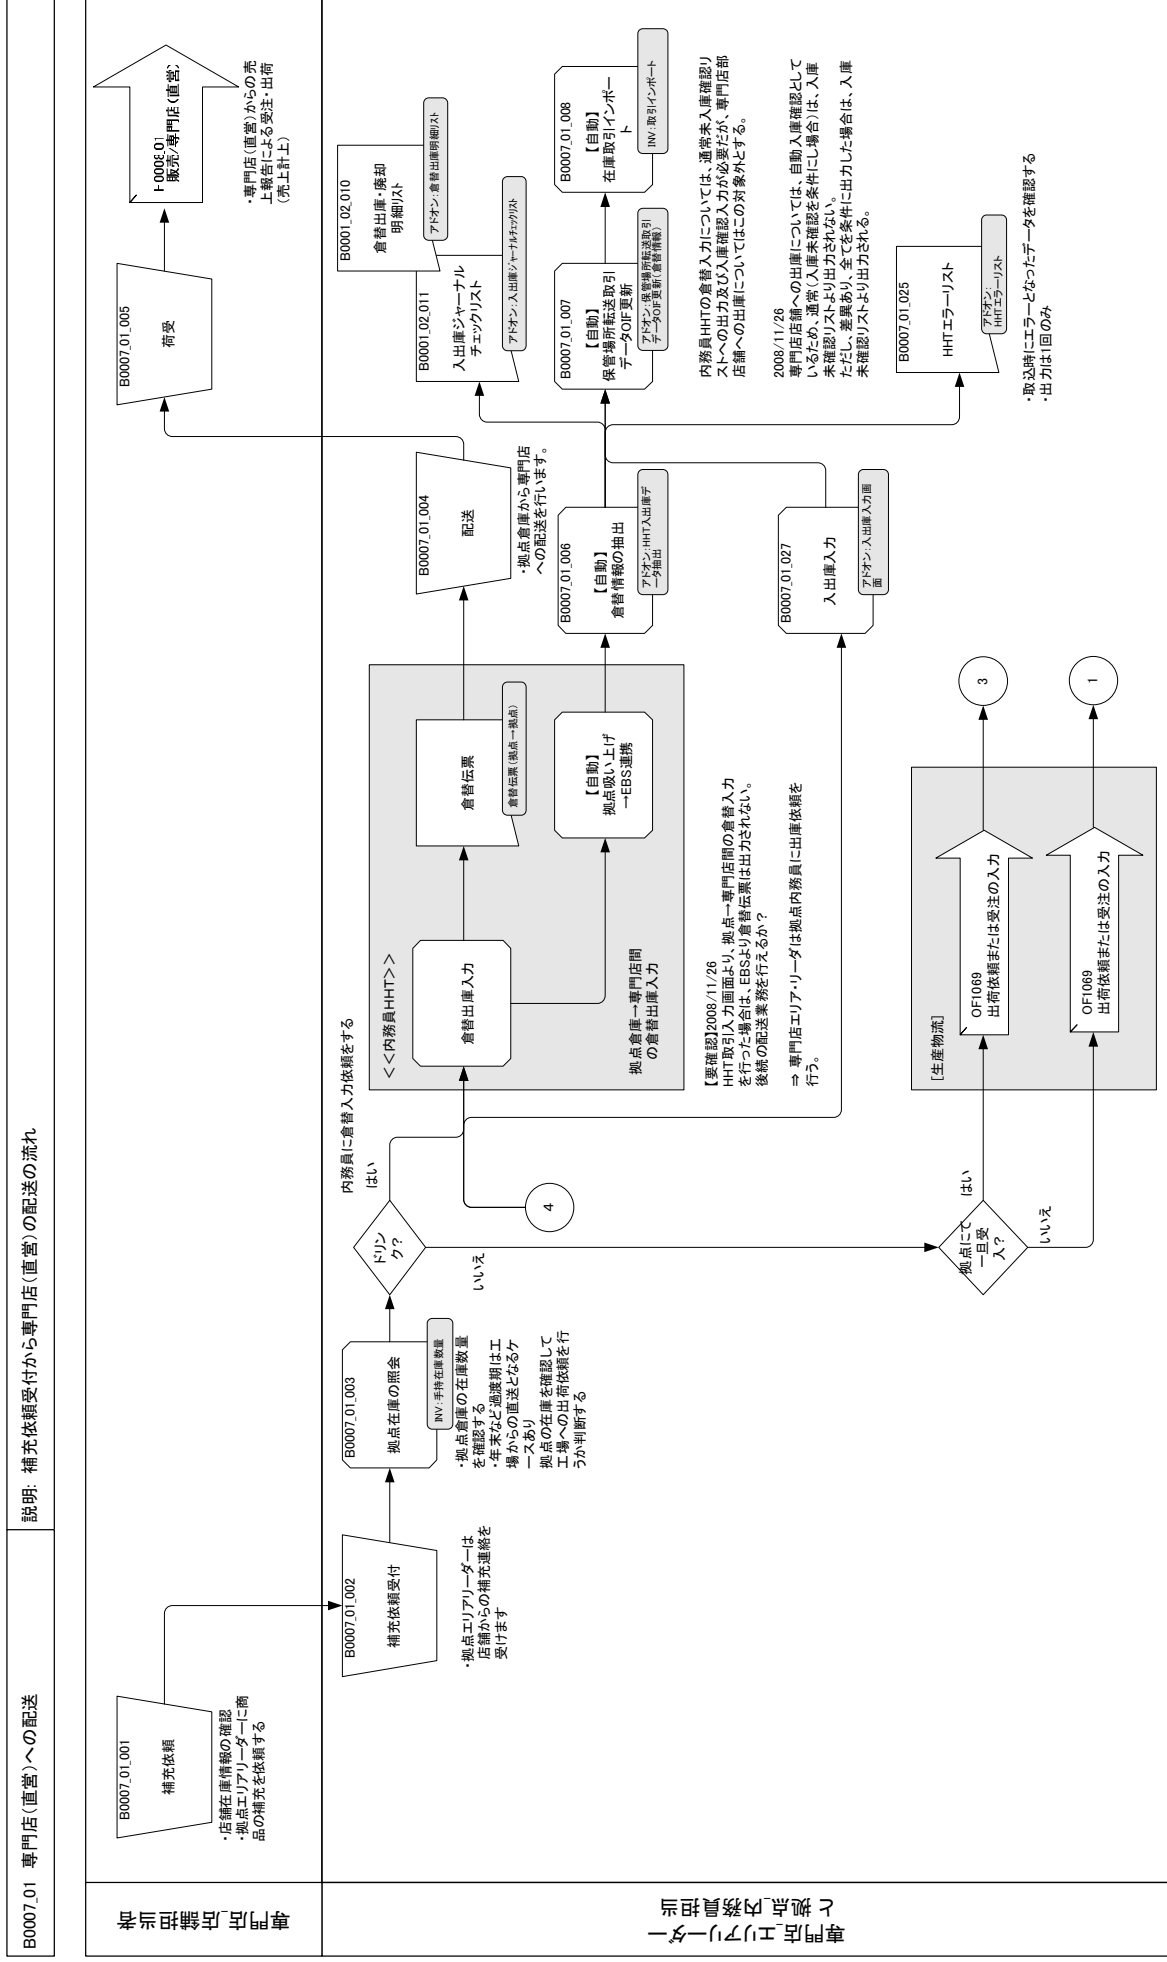 B0007_01　専門店（直営）への配送
説明: 補充依頼受付から専門店（直営）の配送の流れ
専門店_店舗担当者
B0007_01_001
補充依頼
・店舗在庫情報の確認
・拠点エリアリーダーに商
品の補充を依頼する
B0007_01_005
荷受
販売/専門店（直営）
・専門店（直営）からの売
上報告による受注・出荷
（売上計上）
専門店_エリアリーダー
と 拠点_内務員担当
B0007_01_002
補充依頼受付
・拠点エリアリーダーは
店舗からの補充連絡を
受けます
B0007_01_003
拠点在庫の照会
INV:手持在庫数量
・拠点倉庫の在庫数量
を確認する
・年末など過渡期は工
場からの直送となるケ
ースあり
拠点の在庫を確認して
工場への出荷依頼を行
うか判断する
ドリン
ク？
はい
いいえ
内務員に倉替入力依頼をする
4
＜＜内務員HHT＞＞
倉替出庫入力
拠点倉庫→専門店間
の倉替出庫入力
倉替伝票
倉替伝票（拠点→拠点）
【自動】
拠点吸い上げ
→EBS連携
B0007_01_004
配送
・拠点倉庫から専門店
への配送を行います。
B0007_01_006
【自動】
倉替情報の抽出
アドオン:HHT入出庫デ
ータ抽出
B0007_01_027
入出庫入力
アドオン:入出庫入力画
面
B0001_02_010
倉替出庫・廃却
明細リスト
アドオン:倉替出庫明細リスト
B0001_02_011
入出庫ジャーナル
チェックリスト
アドオン:入出庫ジャーナルチェックリスト
B0007_01_007
【自動】
保管場所転送取引
データOIF更新
アドオン:保管場所転送取引
データOIF更新（倉替情報）
B0007_01_008
【自動】
在庫取引インポー
ト
INV:取引インポート
内務員HHTの倉替入力については、通常未入庫確認リ
ストへの出力及び入庫確認入力が必要だが、専門店部
店舗への出庫についてはこの対象外とする。
2008/11/26
専門店店舗への出庫については、自動入庫確認として
いるため、通常（入庫未確認を条件にし場合）は、入庫
未確認リストより出力されない。
ただし、差異あり、全てを条件に出力した場合は、入庫
未確認リストより出力される。
B0007_01_025
HHTエラーリスト
アドオン:
HHTエラーリスト
・取込時にエラーとなったデータを確認する
・出力は1回のみ
【要確認】2008/11/26
HHT取引入力画面より、拠点→専門店間の倉替入力
を行った場合は、EBSより倉替伝票は出力されない。
後続の配送業務を行えるか？
⇒ 専門店エリア・リーダは拠点内務員に出庫依頼を
行う。
拠点にて
一旦受
入？
はい
いいえ
[生産物流]
OF1069
出荷依頼または受注の入力
3
OF1069
出荷依頼または受注の入力
1